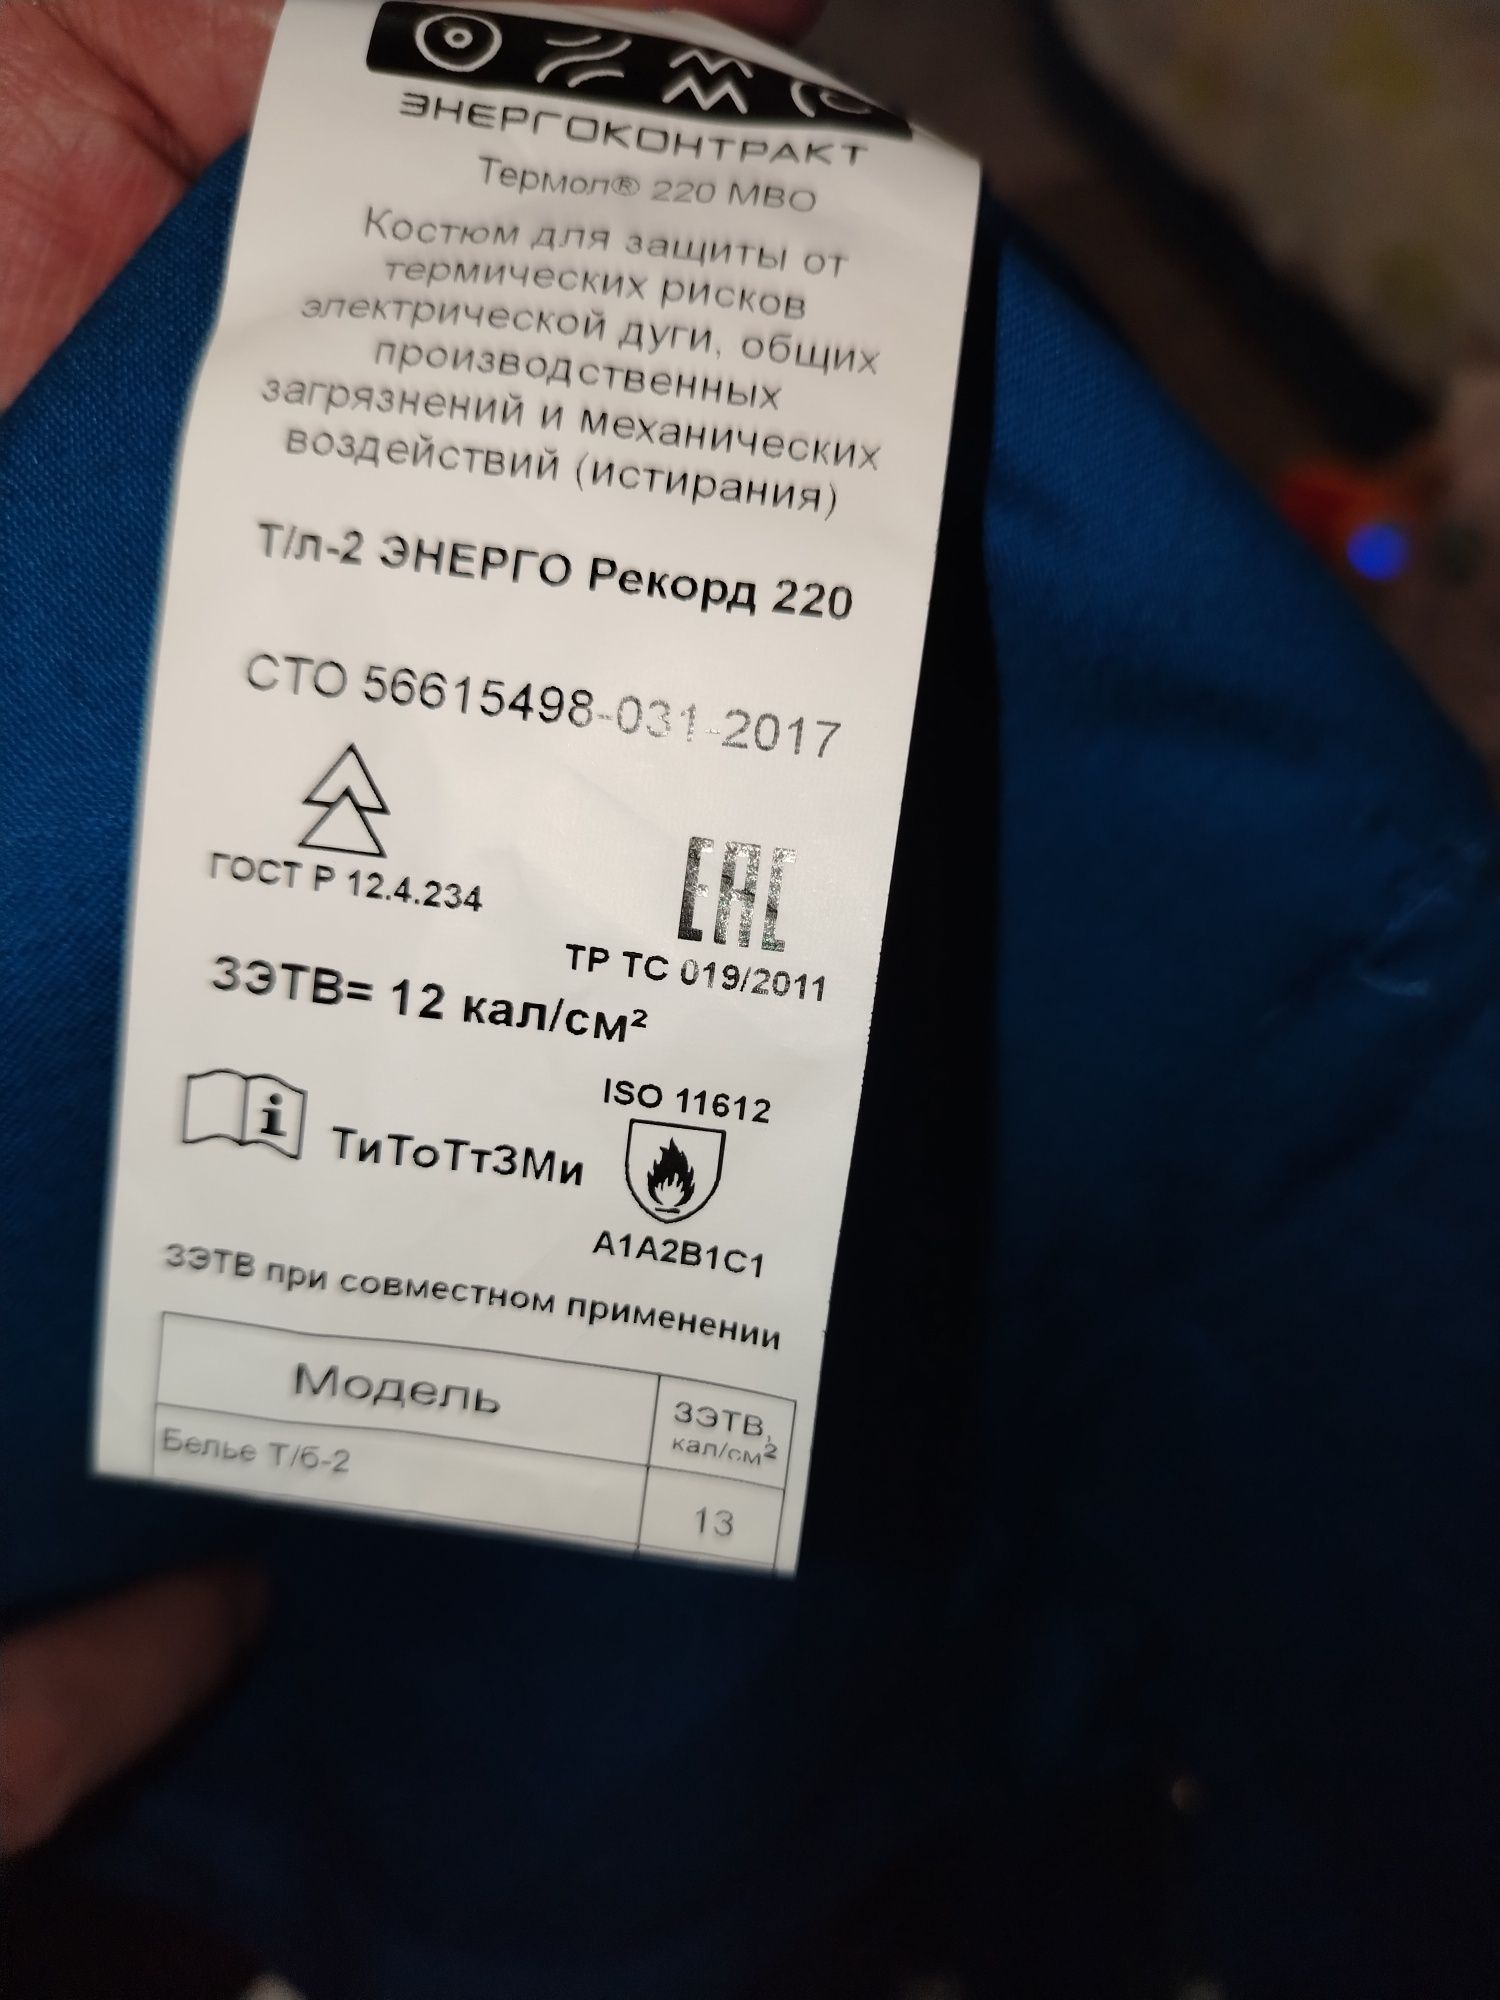 ЭНЕРГОКОНТРАКТ
Термол® 220 МВО
Костюм для защиты от
термических рисков
электрической дуги, общих
производственных
загрязнений и механических
воздействий (истирания)
Т/л-2 ЭНЕРГО Рекорд 220
СТО 56615498-031-2017
ГОСТ Р 12.4.234
ЕАС
ТР ТС 019/2011
ЗЭТВ= 12 кал/см²
ISO 11612
i ТиТоТтЗМи
A1A2B1C1
ЗЭТВ при совместном применении
Модель
ЗЭТВ,
кал/см²
Белье Т/б-2
13